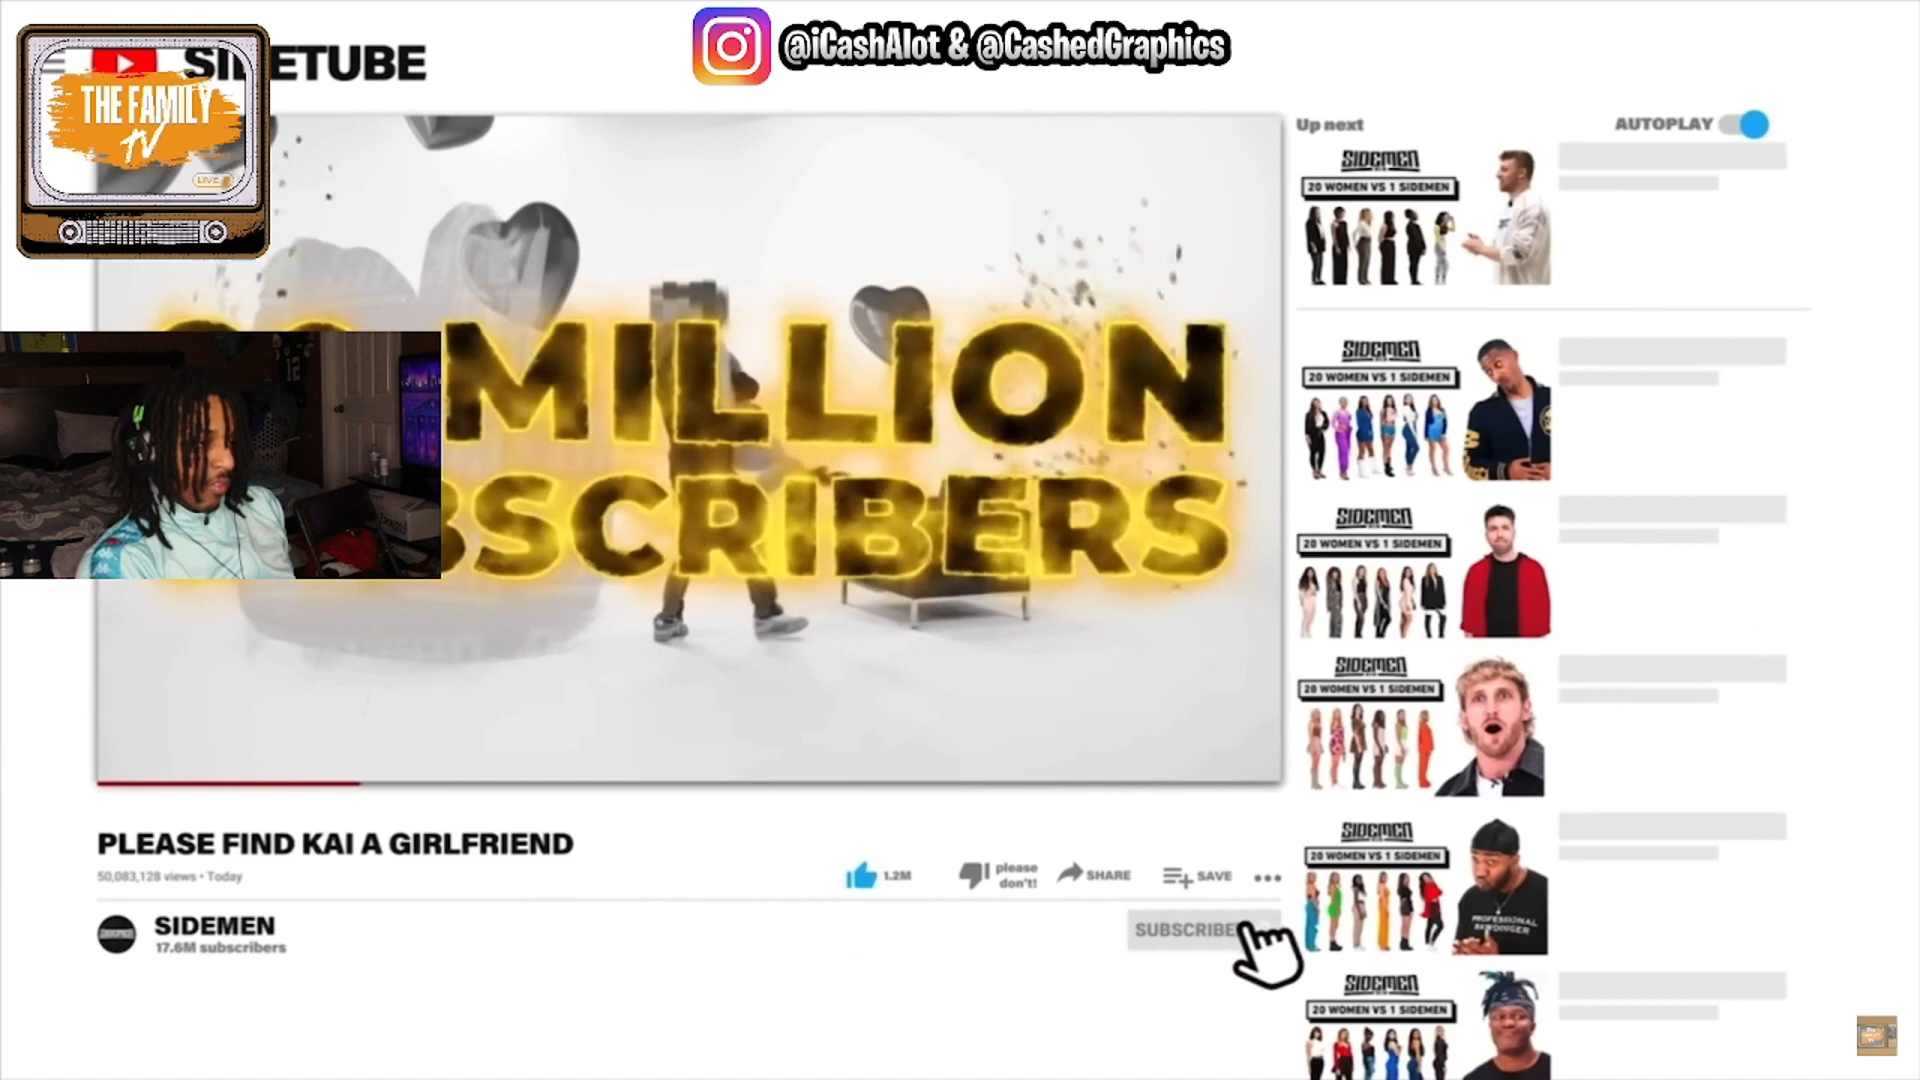 @iCashAlot & @CashedGraphics
ETUBE
THE FAMILY
TV
LIVE
Up next
AUTOPLAY
SIDEMEN
20 WOMEN VS 1 SIDEMEN
SIDEMEN
20 WOMEN VS 1 SIDEMEN
MILLION
BSCRIBERS
SIDEMEN
20 WOMEN VS 1 SIDEMEN
SIDEMEN
20 WOMEN VS 1 SIDEMEN
PLEASE FIND KAI A GIRLFRIEND
50,083,128 views • Today
1.2M
please
don't!
SHARE
SAVE
SIDEMEN
17.6M subscribers
SUBSCRIBE
SIDEMEN
20 WOMEN VS 1 SIDEMEN
PROFESSIONAL
SIDEMEN
20 WOMEN VS 1 SIDEMEN